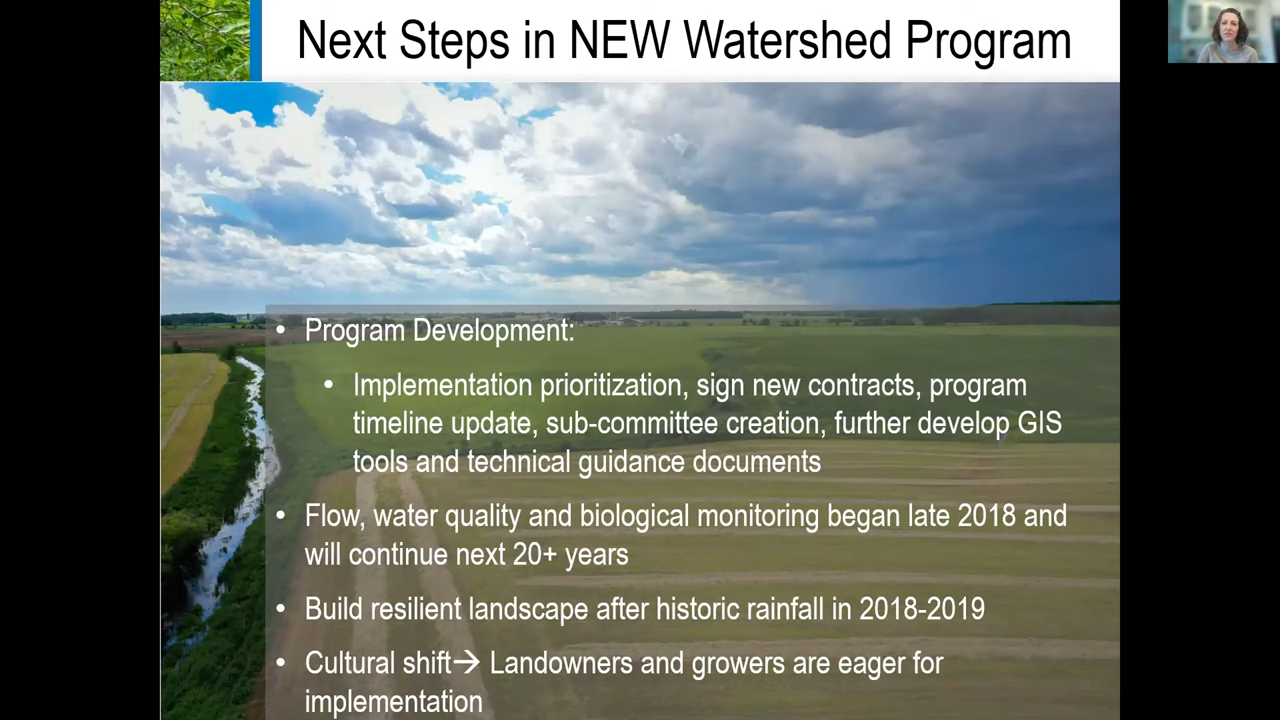 Next Steps in NEW Watershed Program
• Program Development:
• Implementation prioritization, sign new contracts, program
timeline update, sub-committee creation, further develop GIS
tools and technical guidance documents
• Flow, water quality and biological monitoring began late 2018 and
will continue next 20+ years
• Build resilient landscape after historic rainfall in 2018-2019
• Cultural shift→ Landowners and growers are eager for
implementation